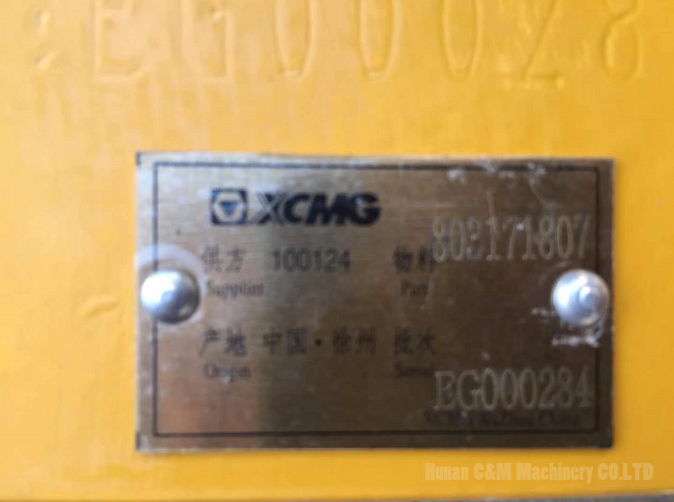 EG00028
XCMG
供方 100124 物料 803171807
Supplier Part
产地 中国·徐州 批次
Origin Serial EG000284
Hunan C&M Machinery CO.LTD